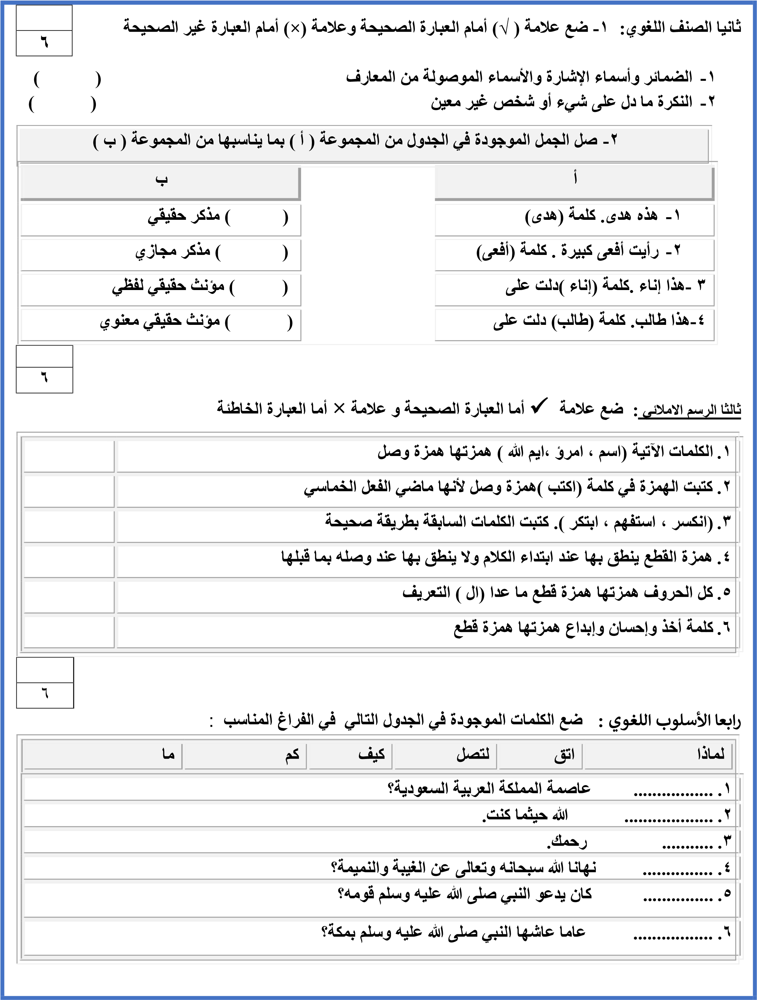 ثانيا الصنف اللغوي: ١- ضع علامة ( √) أمام العبارة الصحيحة وعلامة (×) أمام العبارة غير الصحيحة
٦
١- الضمائر وأسماء الإشارة والأسماء الموصولة من المعارف ( )
٢- النكرة ما دل على شيء أو شخص غير معين ( )
٢- صل الجمل الموجودة في الجدول من المجموعة ( أ ) بما يناسبها من المجموعة ( ب )
أ ب
١- هذه هدى. كلمة (هدى) ( ) مذكر حقيقي
٢- رأيت أفعى كبيرة . كلمة (أفعى) ( ) مذكر مجازي
٣ -هذا إناء .كلمة (إناء )دلت على ( ) مؤنث حقيقي لفظي
٤-هذا طالب. كلمة (طالب) دلت على ( ) مؤنث حقيقي معنوي
٦
ثالثا الرسم الاملائي : ضع علامة ✓ أما العبارة الصحيحة و علامة × أما العبارة الخاطئة
١. الكلمات الآتية (اسم ، امرؤ ،ايم الله ) همزتها همزة وصل
٢. كتبت الهمزة في كلمة (اكتب )همزة وصل لأنها ماضي الفعل الخماسي
٣. (انكسر ، استفهم ، ابتكر ). كتبت الكلمات السابقة بطريقة صحيحة
٤. همزة القطع ينطق بها عند ابتداء الكلام ولا ينطق بها عند وصله بما قبلها
٥. كل الحروف همزتها همزة قطع ما عدا (ال ) التعريف
٦. كلمة أخذ وإحسان وإبداع همزتها همزة قطع
٦
رابعا الأسلوب اللغوي : ضع الكلمات الموجودة في الجدول التالي في الفراغ المناسب :
لماذا اتق لتصل كيف كم ما
١. ................. عاصمة المملكة العربية السعودية؟
٢. ................... الله حيثما كنت.
٣. ........... رحمك.
٤. ............... نهانا الله سبحانه وتعالى عن الغيبة والنميمة؟
٥. ............... كان يدعو النبي صلى الله عليه وسلم قومه؟
٦. ................. عاما عاشها النبي صلى الله عليه وسلم بمكة؟